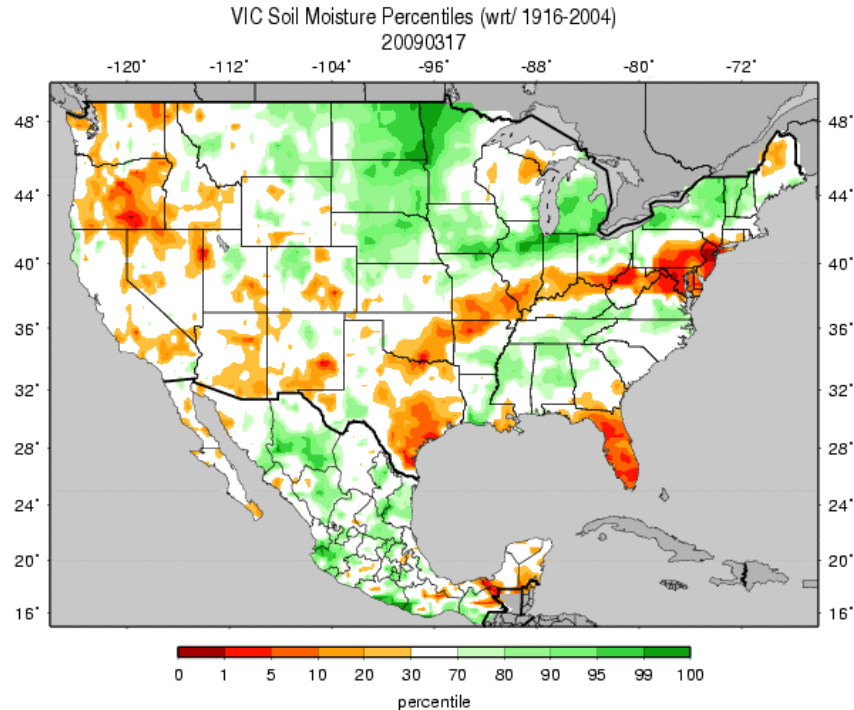 VIC Soil Moisture Percentiles (wrt/ 1916-2004)
20090317
-120˚ -112˚ -104˚ -96˚ -88˚ -80˚ -72˚
48˚ 48˚
44˚ 44˚
40˚ 40˚
36˚ 36˚
32˚ 32˚
28˚ 28˚
24˚ 24˚
20˚ 20˚
16˚ 16˚
0 1 5 10 20 30 70 80 90 95 99 100
percentile